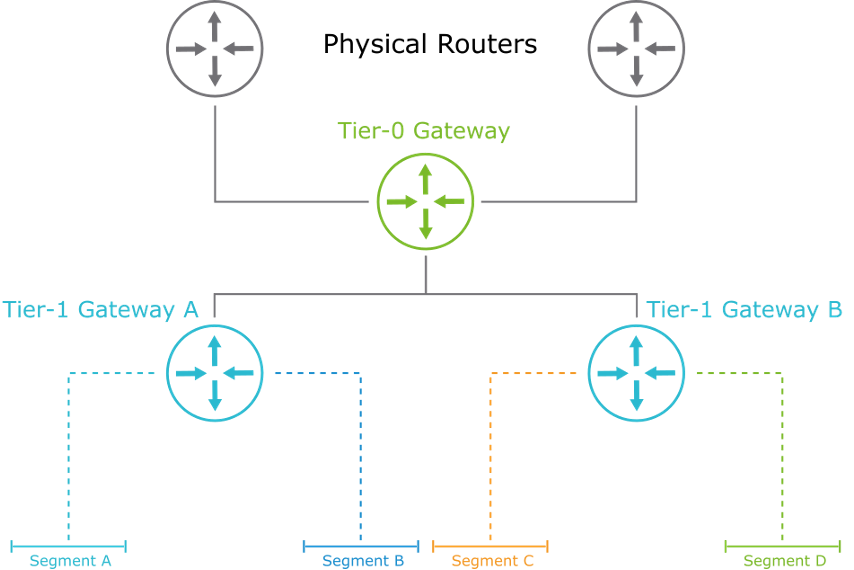 Physical Routers
Tier-0 Gateway
Tier-1 Gateway A
Tier-1 Gateway B
Segment A
Segment B
Segment C
Segment D